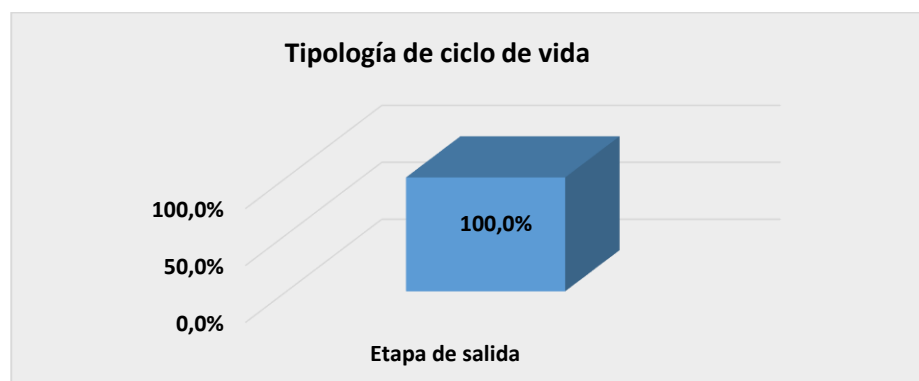 Tipología de ciclo de vida
100,0%
100,0%
50,0%
0,0%
Etapa de salida